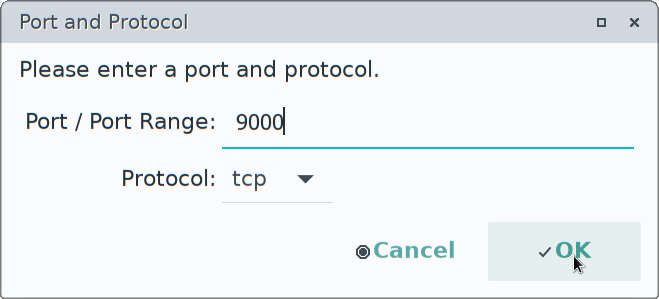 Port and Protocol
Please enter a port and protocol.
Port / Port Range: 9000
Protocol: tcp
Cancel OK